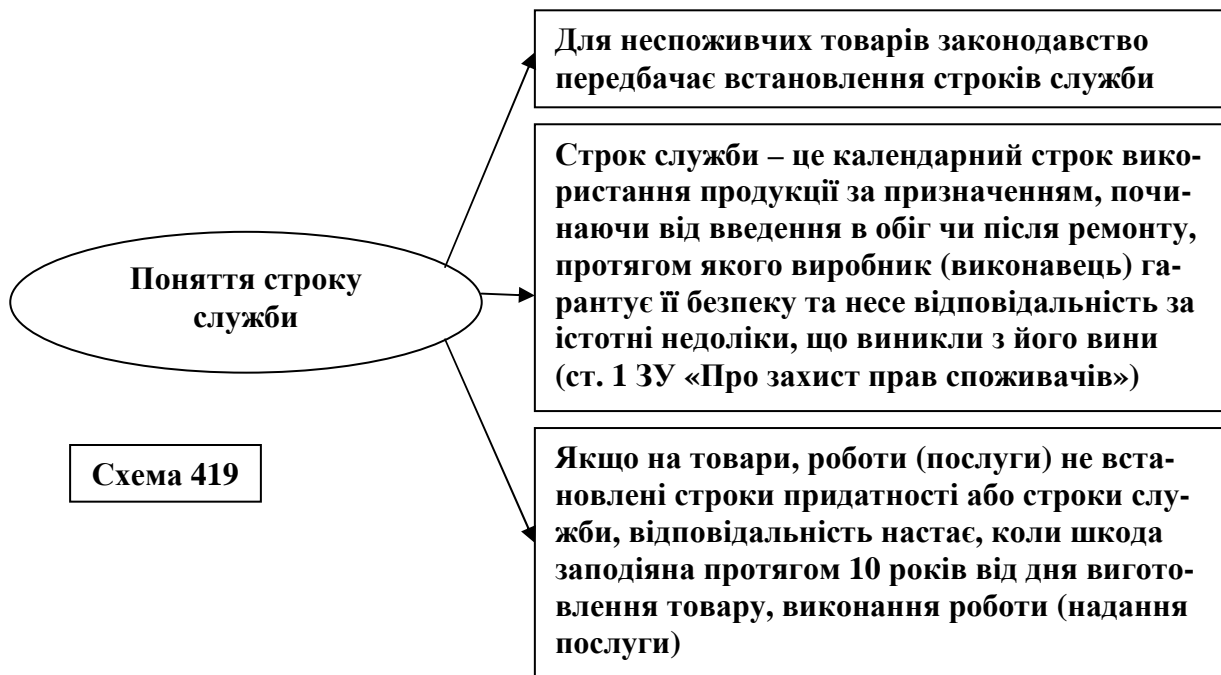 Для неспоживчих товарів законодавство
передбачає встановлення строків служби
Строк служби – це календарний строк вико-
ристання продукції за призначенням, почи-
наючи від введення в обіг чи після ремонту,
протягом якого виробник (виконавець) га-
рантує її безпеку та несе відповідальність за
істотні недоліки, що виникли з його вини
(ст. 1 ЗУ «Про захист прав споживачів»)
Поняття строку
служби
Якщо на товари, роботи (послуги) не вста-
новлені строки придатності або строки слу-
жби, відповідальність настає, коли шкода
заподіяна протягом 10 років від дня вигото-
влення товару, виконання роботи (надання
послуги)
Схема 419